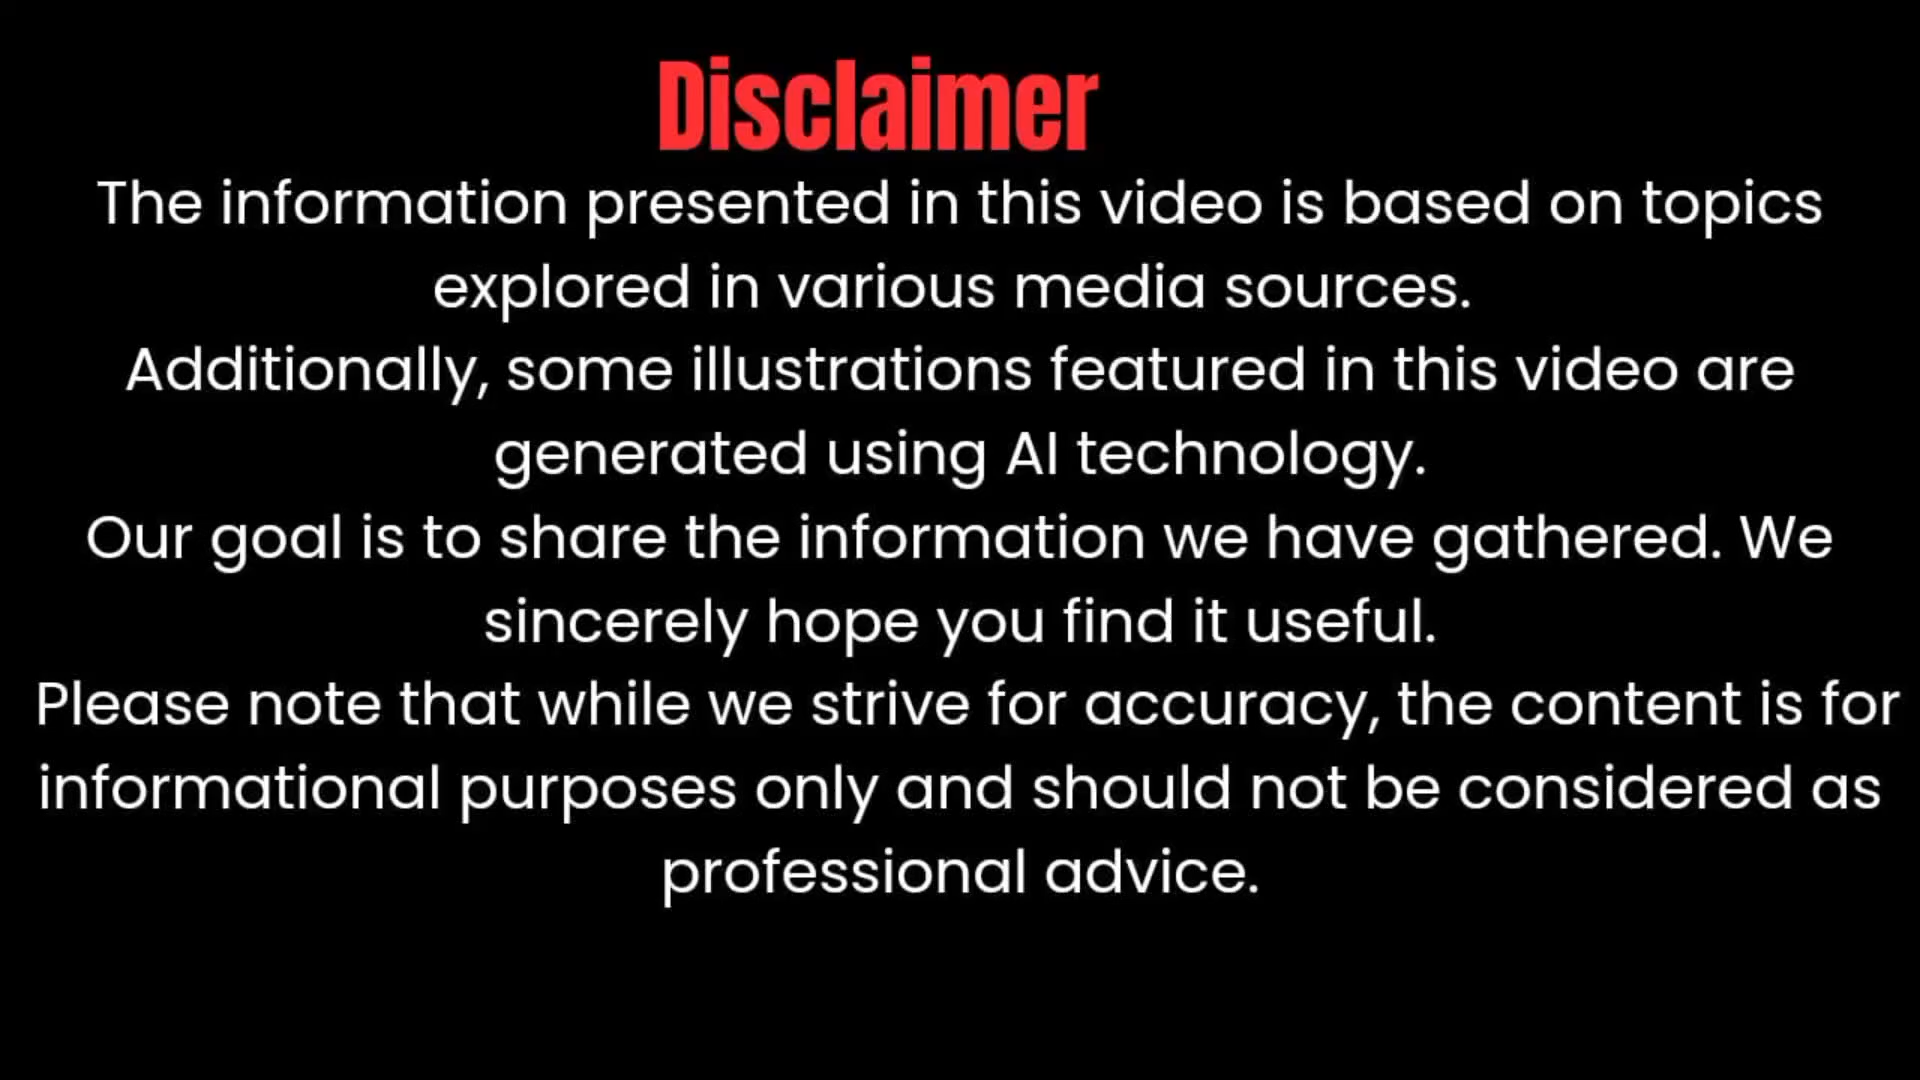 Disclaimer
The information presented in this video is based on topics
explored in various media sources.
Additionally, some illustrations featured in this video are
generated using AI technology.
Our goal is to share the information we have gathered. We
sincerely hope you find it useful.
Please note that while we strive for accuracy, the content is for
informational purposes only and should not be considered as
professional advice.